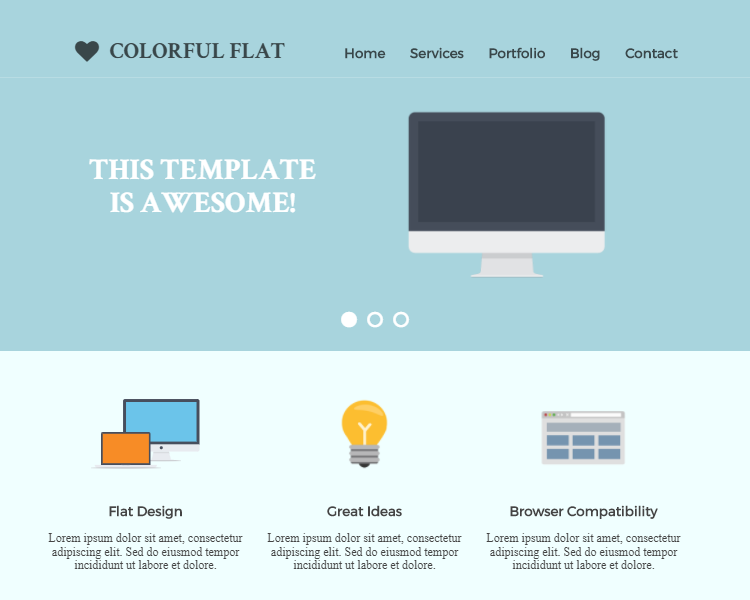 COLORFUL FLAT
Home Services Portfolio Blog Contact
THIS TEMPLATE
IS AWESOME!
Flat Design
Lorem ipsum dolor sit amet, consectetur
adipiscing elit. Sed do eiusmod tempor
incididunt ut labore et dolore.
Great Ideas
Lorem ipsum dolor sit amet, consectetur
adipiscing elit. Sed do eiusmod tempor
incididunt ut labore et dolore.
Browser Compatibility
Lorem ipsum dolor sit amet, consectetur
adipiscing elit. Sed do eiusmod tempor
incididunt ut labore et dolore.